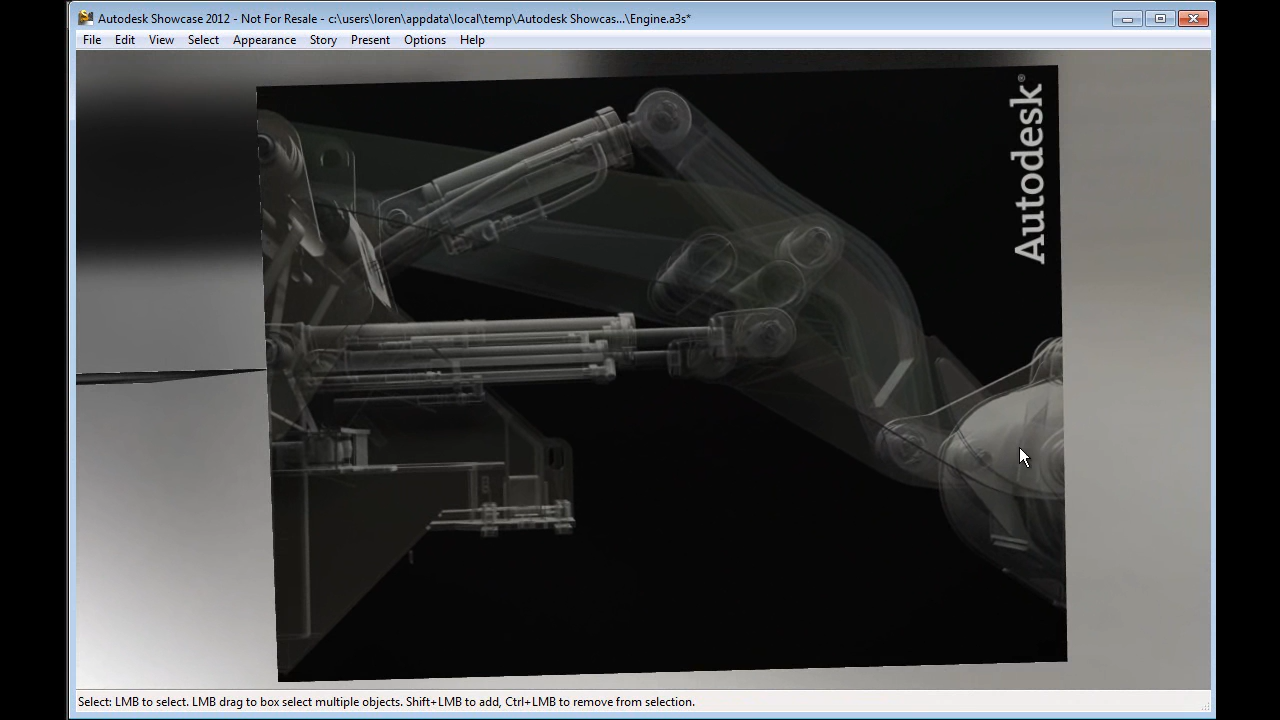 Autodesk Showcase 2012 - Not For Resale - c:\users\loren\appdata\local\temp\Autodesk Showcas...\Engine.a3s*
File Edit View Select Appearance Story Present Options Help
Autodesk®
Select: LMB to select. LMB drag to box select multiple objects. Shift+LMB to add, Ctrl+LMB to remove from selection.